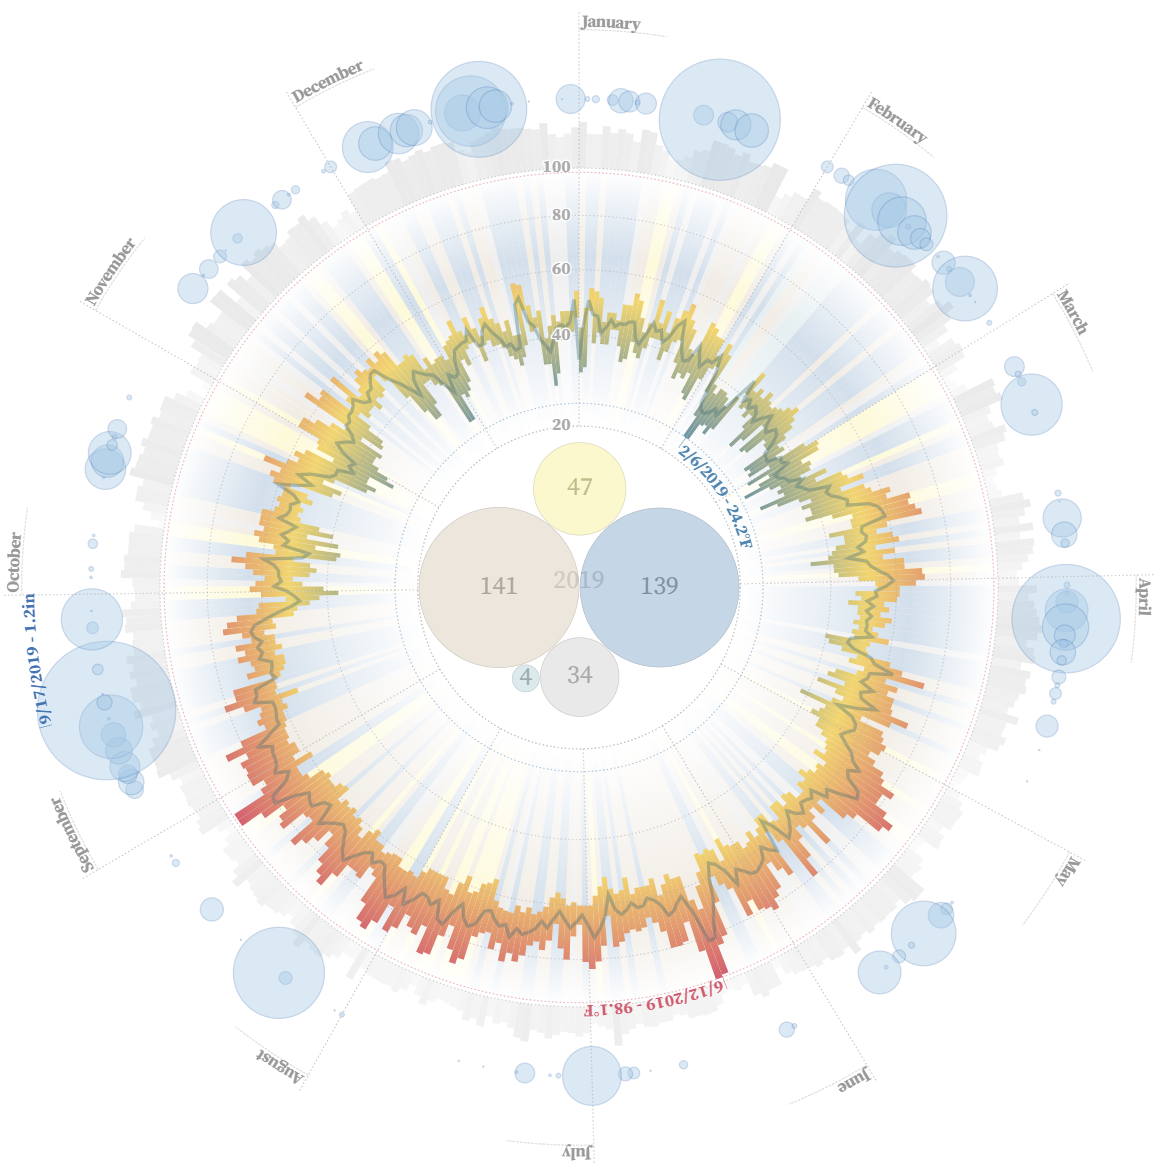 January
February
March
April
May
June
July
August
September
October
November
December
100
80
60
40
20
2/6/2019 - 24.2°F
6/12/2019 - 98.1°F
9/17/2019 - 1.2in
47
141
2019
139
4
34